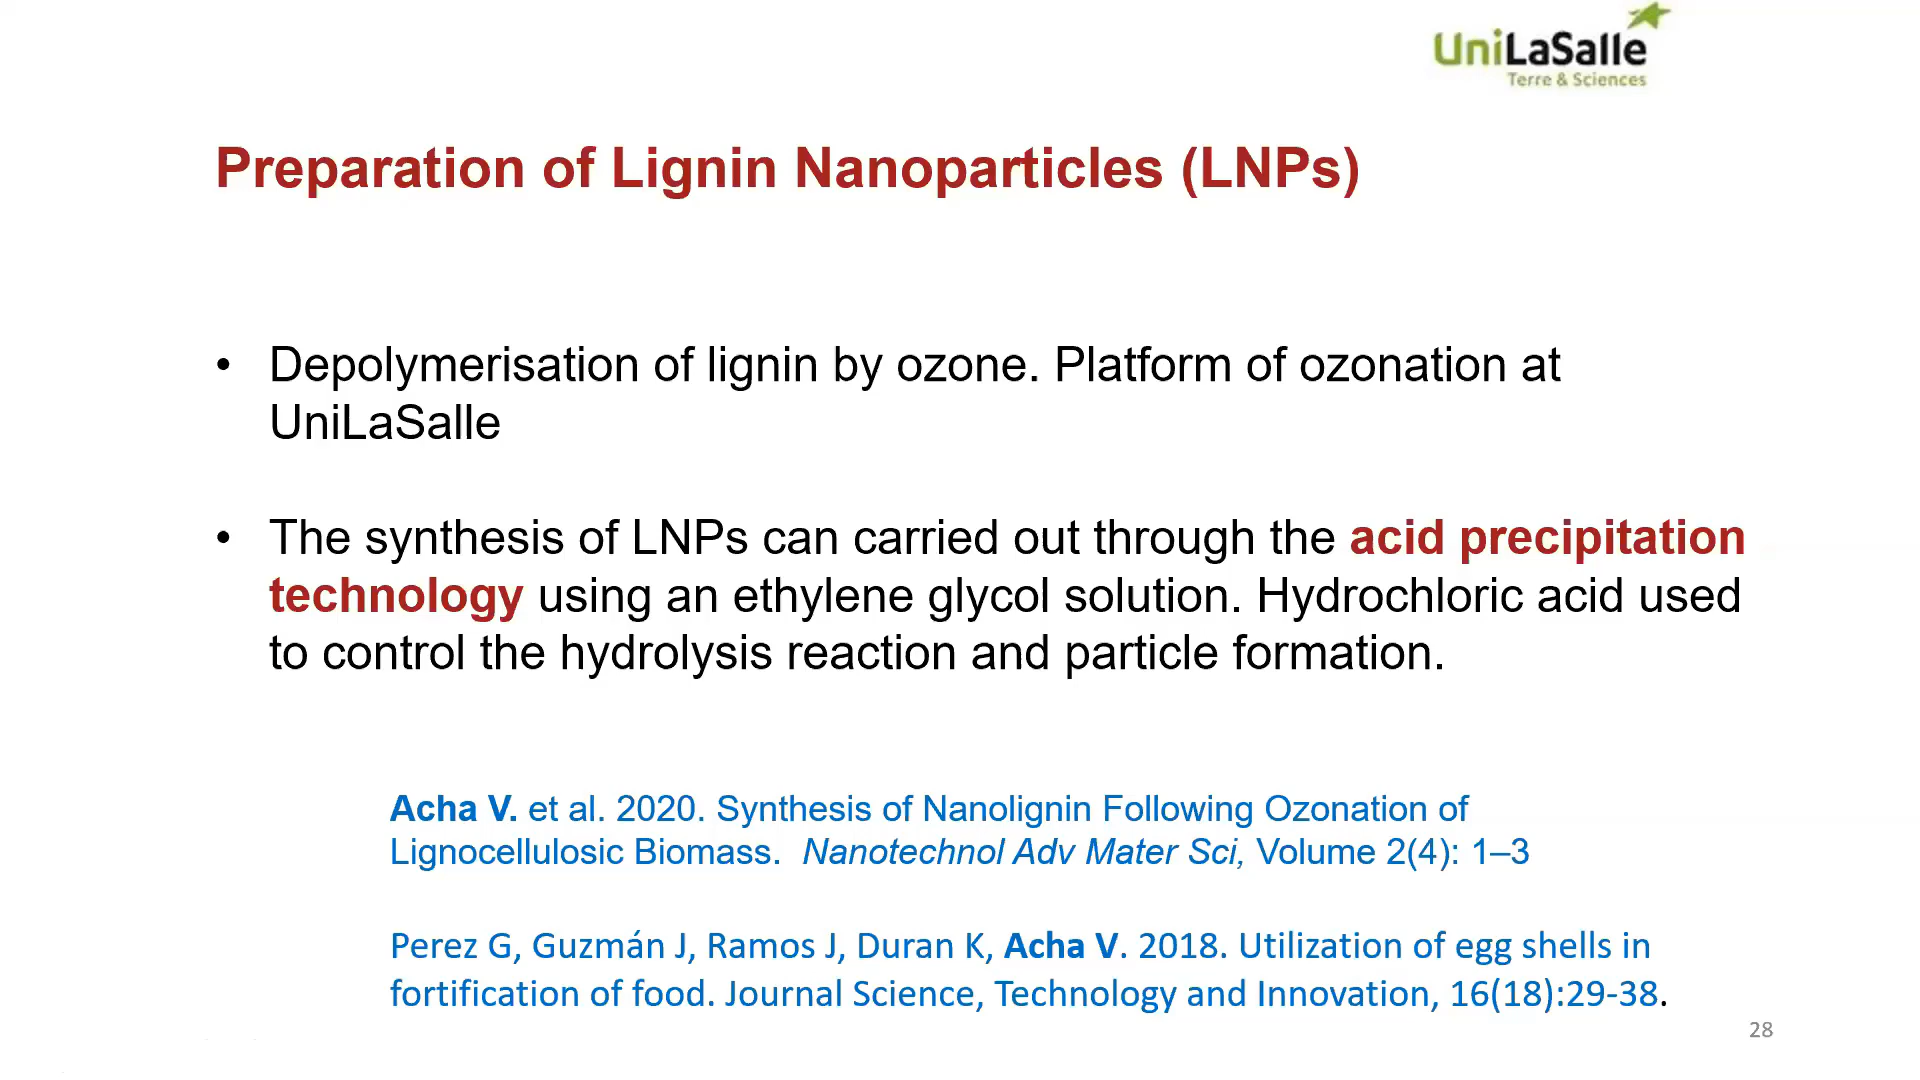 UniLaSalle
Terre & Sciences
Preparation of Lignin Nanoparticles (LNPs)
• Depolymerisation of lignin by ozone. Platform of ozonation at
UniLaSalle
• The synthesis of LNPs can carried out through the acid precipitation
technology using an ethylene glycol solution. Hydrochloric acid used
to control the hydrolysis reaction and particle formation.
Acha V. et al. 2020. Synthesis of Nanolignin Following Ozonation of
Lignocellulosic Biomass. Nanotechnol Adv Mater Sci, Volume 2(4): 1–3
Perez G, Guzmán J, Ramos J, Duran K, Acha V. 2018. Utilization of egg shells in
fortification of food. Journal Science, Technology and Innovation, 16(18):29-38.
28